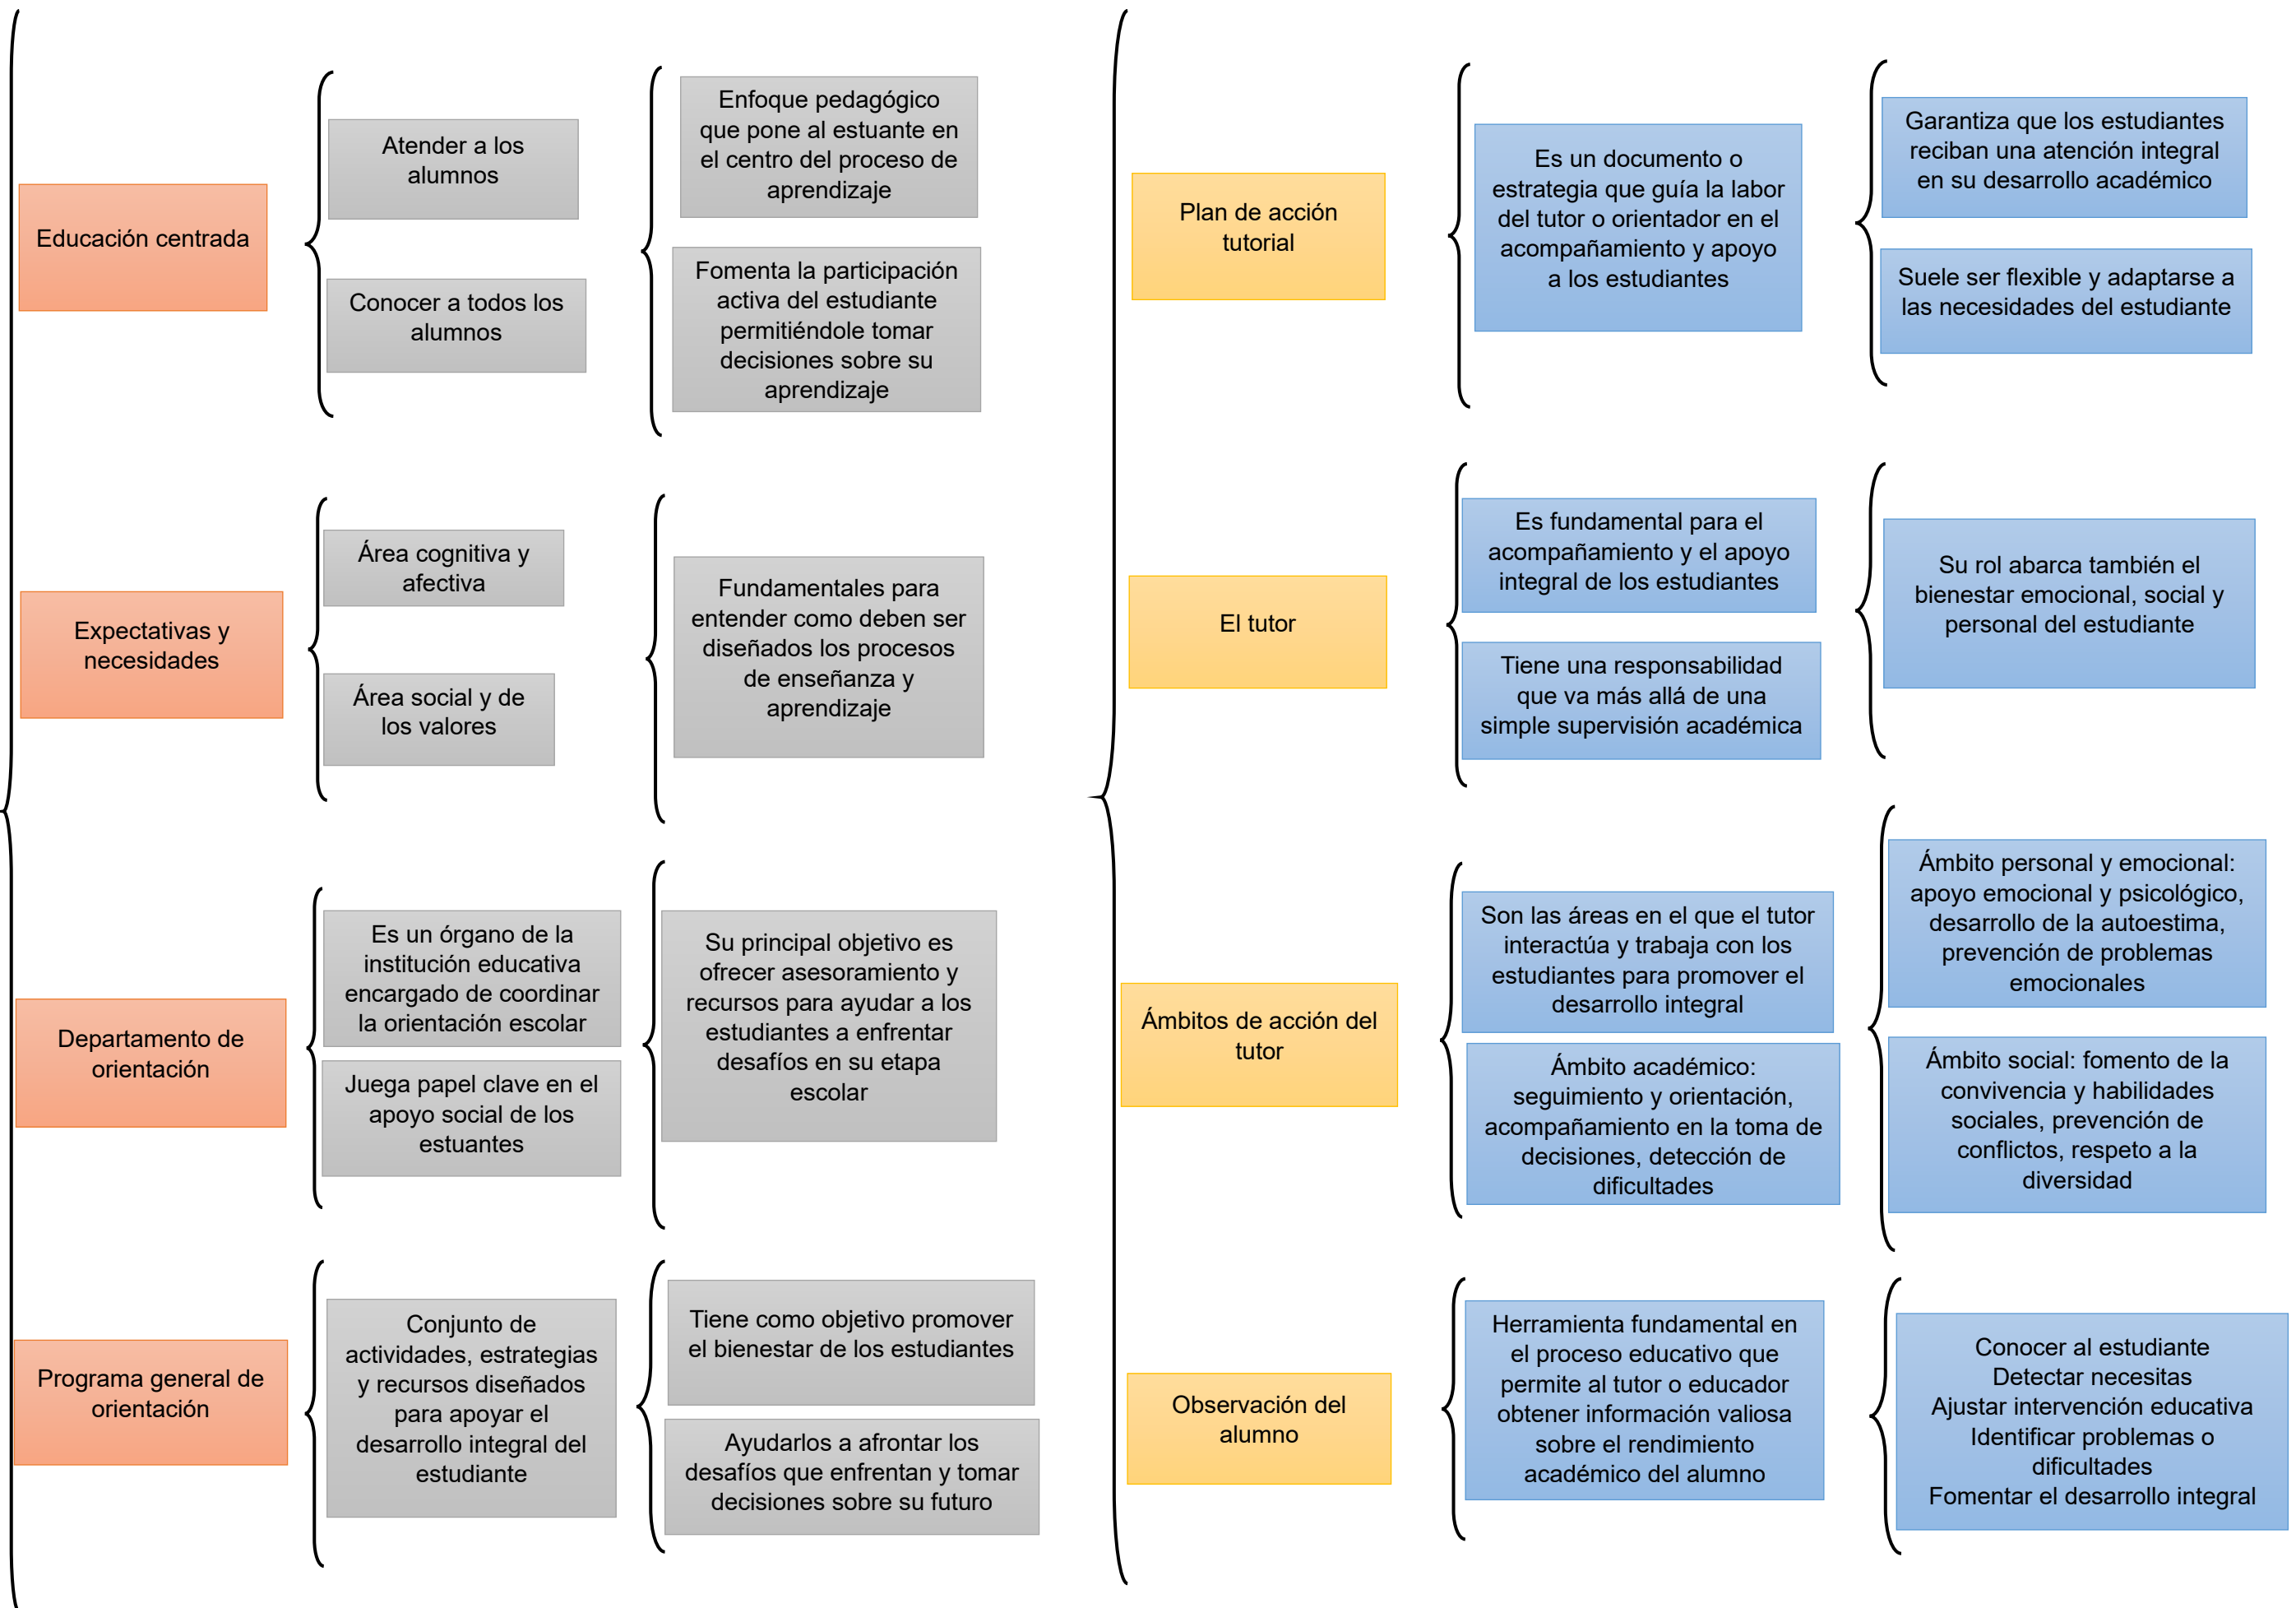 Educación centrada
Atender a los
alumnos
Conocer a todos los
alumnos
Enfoque pedagógico
que pone al estuante en
el centro del proceso de
aprendizaje
Fomenta la participación
activa del estudiante
permitiéndole tomar
decisiones sobre su
aprendizaje
Expectativas y
necesidades
Área cognitiva y
afectiva
Área social y de
los valores
Fundamentales para
entender como deben ser
diseñados los procesos
de enseñanza y
aprendizaje
Departamento de
orientación
Es un órgano de la
institución educativa
encargado de coordinar
la orientación escolar
Juega papel clave en el
apoyo social de los
estuantes
Su principal objetivo es
ofrecer asesoramiento y
recursos para ayudar a los
estudiantes a enfrentar
desafíos en su etapa
escolar
Programa general de
orientación
Conjunto de
actividades, estrategias
y recursos diseñados
para apoyar el
desarrollo integral del
estudiante
Tiene como objetivo promover
el bienestar de los estudiantes
Ayudarlos a afrontar los
desafíos que enfrentan y tomar
decisiones sobre su futuro
Plan de acción
tutorial
Es un documento o
estrategia que guía la labor
del tutor o orientador en el
acompañamiento y apoyo
a los estudiantes
Garantiza que los estudiantes
reciban una atención integral
en su desarrollo académico
Suele ser flexible y adaptarse a
las necesidades del estudiante
El tutor
Es fundamental para el
acompañamiento y el apoyo
integral de los estudiantes
Tiene una responsabilidad
que va más allá de una
simple supervisión académica
Su rol abarca también el
bienestar emocional, social y
personal del estudiante
Ámbitos de acción del
tutor
Son las áreas en el que el tutor
interactúa y trabaja con los
estudiantes para promover el
desarrollo integral
Ámbito académico:
seguimiento y orientación,
acompañamiento en la toma de
decisiones, detección de
dificultades
Ámbito personal y emocional:
apoyo emocional y psicológico,
desarrollo de la autoestima,
prevención de problemas
emocionales
Ámbito social: fomento de la
convivencia y habilidades
sociales, prevención de
conflictos, respeto a la
diversidad
Observación del
alumno
Herramienta fundamental en
el proceso educativo que
permite al tutor o educador
obtener información valiosa
sobre el rendimiento
académico del alumno
Conocer al estudiante
Detectar necesitas
Ajustar intervención educativa
Identificar problemas o
dificultades
Fomentar el desarrollo integral